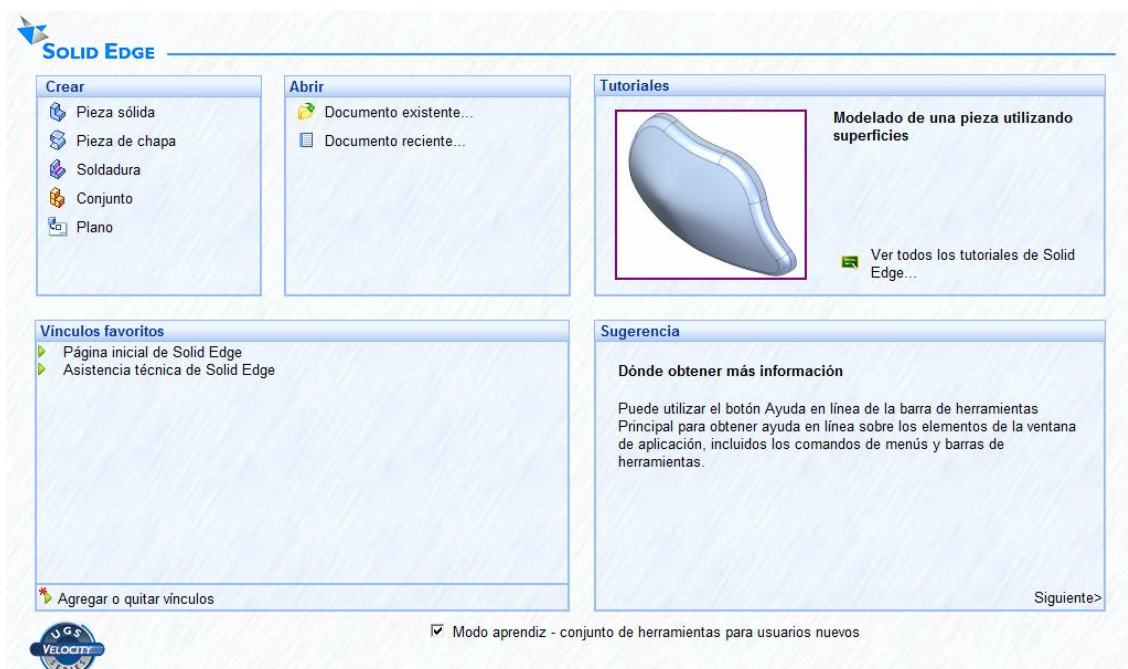 SOLID EDGE
Crear
Pieza sólida
Pieza de chapa
Soldadura
Conjunto
Plano
Abrir
Documento existente...
Documento reciente...
Tutoriales
Modelado de una pieza utilizando
superficies
Ver todos los tutoriales de Solid
Edge...
Vínculos favoritos
Página inicial de Solid Edge
Asistencia técnica de Solid Edge
Agregar o quitar vínculos
Sugerencia
Dónde obtener más información
Puede utilizar el botón Ayuda en línea de la barra de herramientas
Principal para obtener ayuda en línea sobre los elementos de la ventana
de aplicación, incluidos los comandos de menús y barras de
herramientas.
Siguiente>
Modo aprendiz - conjunto de herramientas para usuarios nuevos
UGS
VELOCITY
SERIES